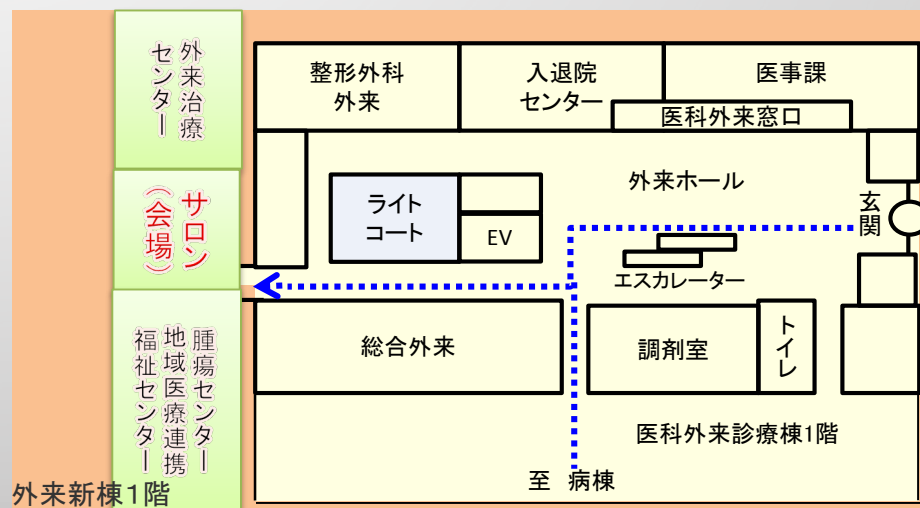 外来治療
センター
整形外科
外来
入退院
センター
医事課
医科外来窓口
サロン
（会場）
ライト
コート
EV
外来ホール
玄関
エスカレーター
腫瘍センター
地域医療連携
福祉センター
総合外来
調剤室
トイレ
医科外来診療棟1階
至 病棟
外来新棟1階